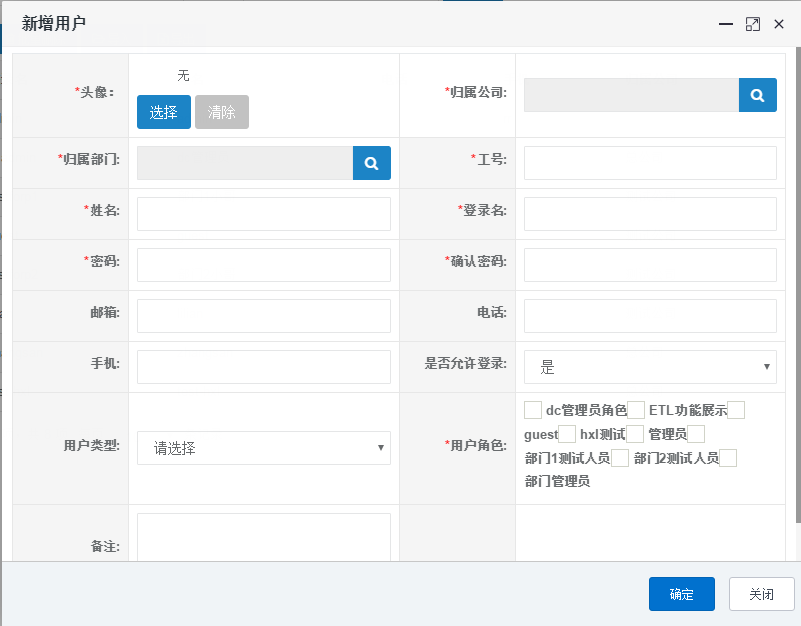 新增用户
*头像： 无 *归属公司:
选择 清除
*归属部门: *工号:
*姓名: *登录名:
*密码: *确认密码:
邮箱: 电话:
手机: 是否允许登录: 是
用户类型: 请选择 *用户角色:
dc管理员角色 ETL功能展示
guest hxl测试 管理员
部门1测试人员 部门2测试人员
部门管理员
备注:
确定 关闭